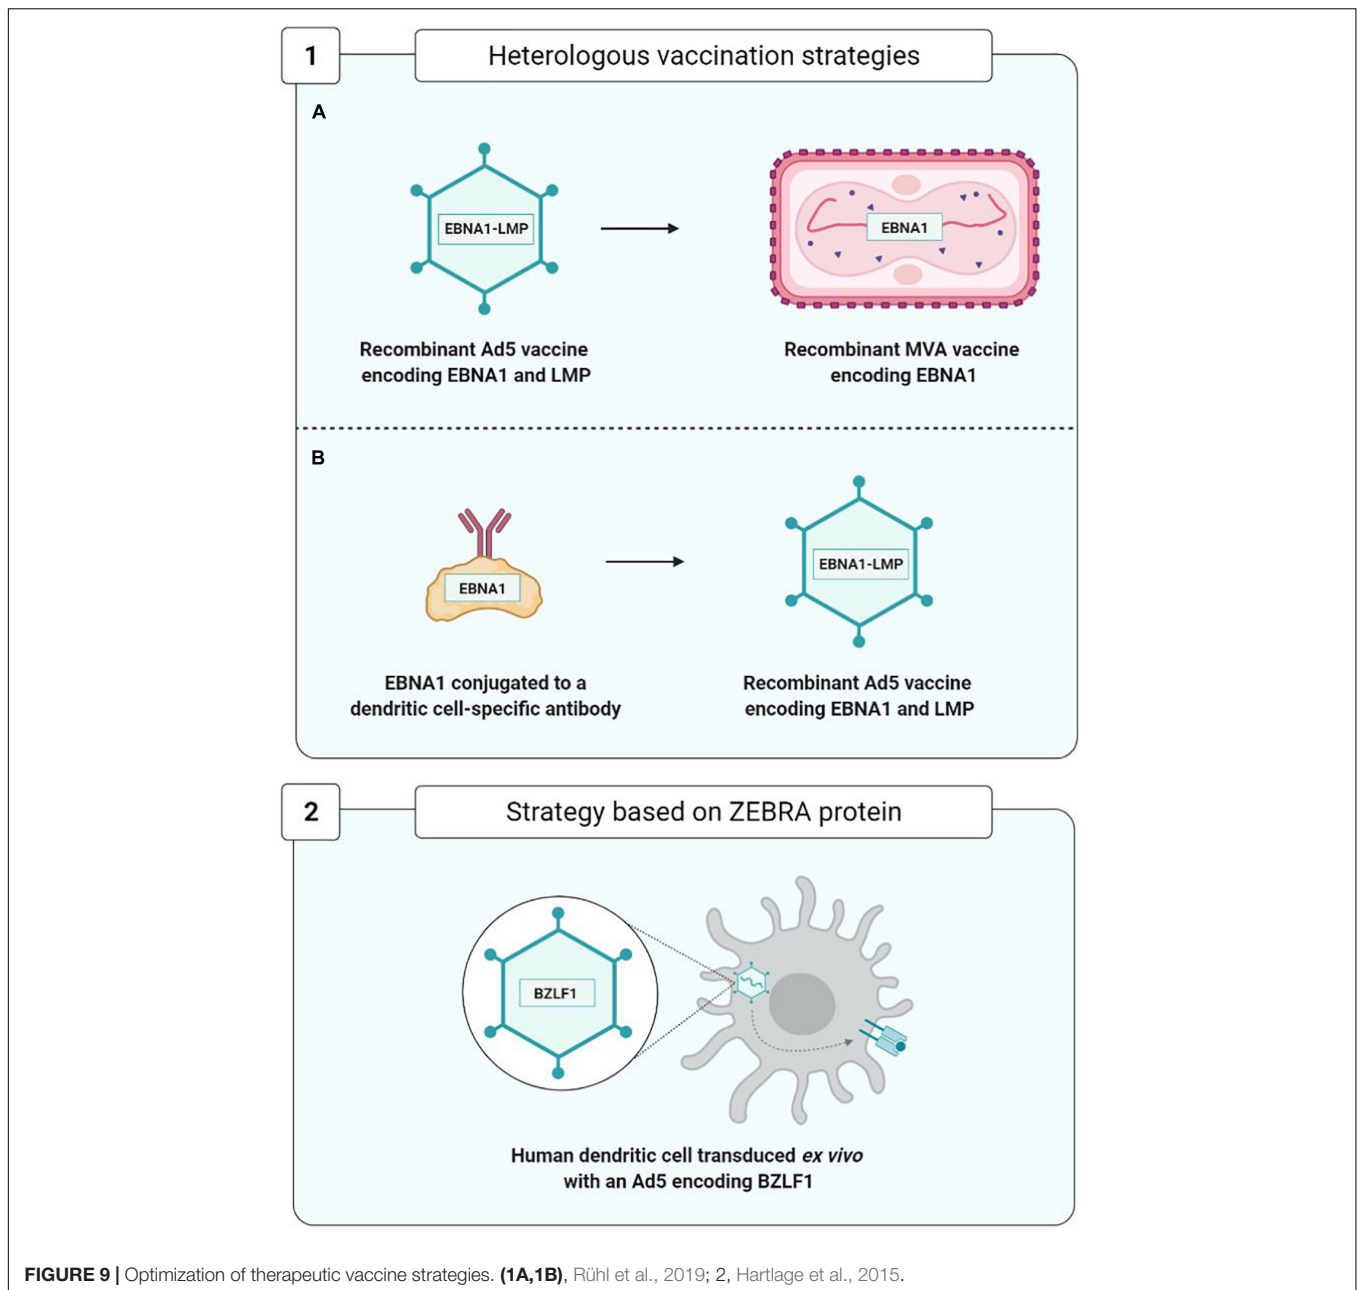 1
Heterologous vaccination strategies
A
EBNA1-LMP
EBNA1
Recombinant Ad5 vaccine
encoding EBNA1 and LMP
Recombinant MVA vaccine
encoding EBNA1
B
EBNA1
EBNA1-LMP
EBNA1 conjugated to a
dendritic cell-specific antibody
Recombinant Ad5 vaccine
encoding EBNA1 and LMP
2
Strategy based on ZEBRA protein
BZLF1
Human dendritic cell transduced ex vivo
with an Ad5 encoding BZLF1
FIGURE 9 | Optimization of therapeutic vaccine strategies. (1A,1B), Rühl et al., 2019; 2, Hartlage et al., 2015.